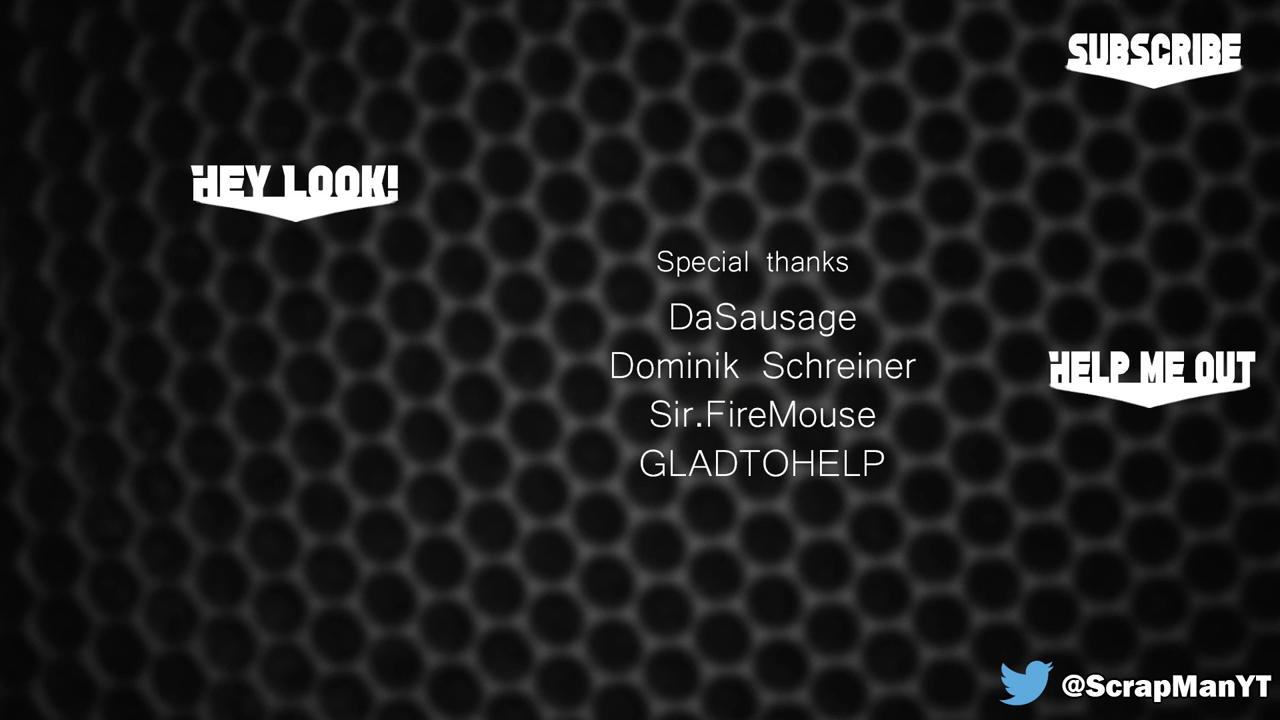 SUBSCRIBE
HEY LOOK!
Special thanks
DaSausage
Dominik Schreiner
Sir.FireMouse
GLADTOHELP
HELP ME OUT
@ScrapManYT